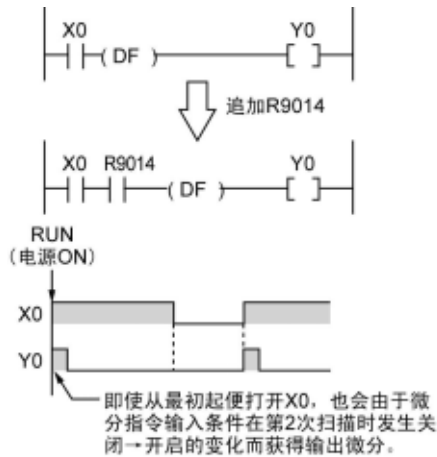 X0 Y0
( DF )
追加R9014
X0 R9014 Y0
( DF )
RUN
（电源ON）
X0
Y0
即使从最初起便打开X0，也会由于微
分指令输入条件在第2次扫描时发生关
闭→开启的变化而获得输出微分。